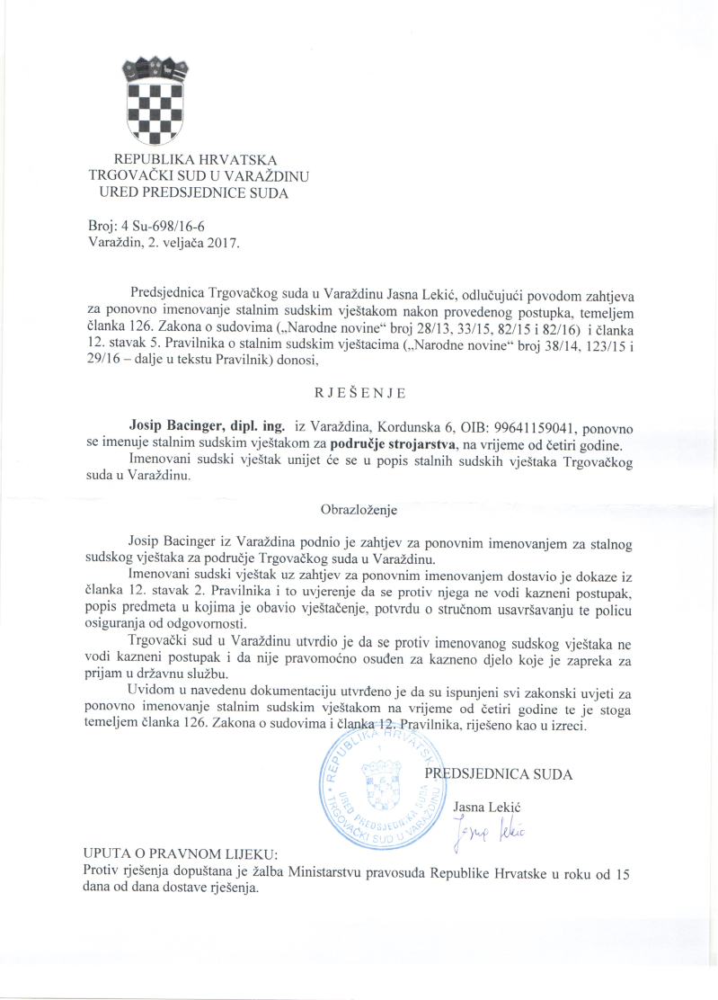 REPUBLIKA HRVATSKA
TRGOVAČKI SUD U VARAŽDINU
URED PREDSJEDNICE SUDA
Broj: 4 Su-698/16-6
Varaždin, 2. veljača 2017.
Predsjednica Trgovačkog suda u Varaždinu Jasna Lekić, odlučujući povodom zahtjeva
za ponovno imenovanje stalnim sudskim vještakom nakon provedenog postupka, temeljem
članka 126. Zakona o sudovima („Narodne novine“ broj 28/13, 33/15, 82/15 i 82/16) i članka
12. stavak 5. Pravilnika o stalnim sudskim vještacima („Narodne novine“ broj 38/14, 123/15 i
29/16 – dalje u tekstu Pravilnik) donosi,
R J E Š E N J E
Josip Bacinger, dipl. ing. iz Varaždina, Kordunska 6, OIB: 99641159041, ponovno
se imenuje stalnim sudskim vještakom za područje strojarstva, na vrijeme od četiri godine.
Imenovani sudski vještak unijet će se u popis stalnih sudskih vještaka Trgovačkog
suda u Varaždinu.
Obrazloženje
Josip Bacinger iz Varaždina podnio je zahtjev za ponovnim imenovanjem za stalnog
sudskog vještaka za područje Trgovačkog suda u Varaždinu.
Imenovani sudski vještak uz zahtjev za ponovnim imenovanjem dostavio je dokaze iz
članka 12. stavak 2. Pravilnika i to uvjerenje da se protiv njega ne vodi kazneni postupak,
popis predmeta u kojima je obavio vještačenje, potvrdu o stručnom usavršavanju te policu
osiguranja od odgovornosti.
Trgovački sud u Varaždinu utvrdio je da se protiv imenovanog sudskog vještaka ne
vodi kazneni postupak i da nije pravomoćno osuđen za kazneno djelo koje je zapreka za
prijam u državnu službu.
Uvidom u navedenu dokumentaciju utvrđeno je da su ispunjeni svi zakonski uvjeti za
ponovno imenovanje stalnim sudskim vještakom na vrijeme od četiri godine te je stoga
temeljem članka 126. Zakona o sudovima i članka 12. Pravilnika, riješeno kao u izreci.
REPUBLIKA HRVATSKA
1
URED PREDSJEDNIKA SUDA
TRGOVAČKI SUD U VARAŽDINU
PREDSJEDNICA SUDA
Jasna Lekić
Jasna Lekić
UPUTA O PRAVNOM LIJEKU:
Protiv rješenja dopuštana je žalba Ministarstvu pravosuđa Republike Hrvatske u roku od 15
dana od dana dostave rješenja.